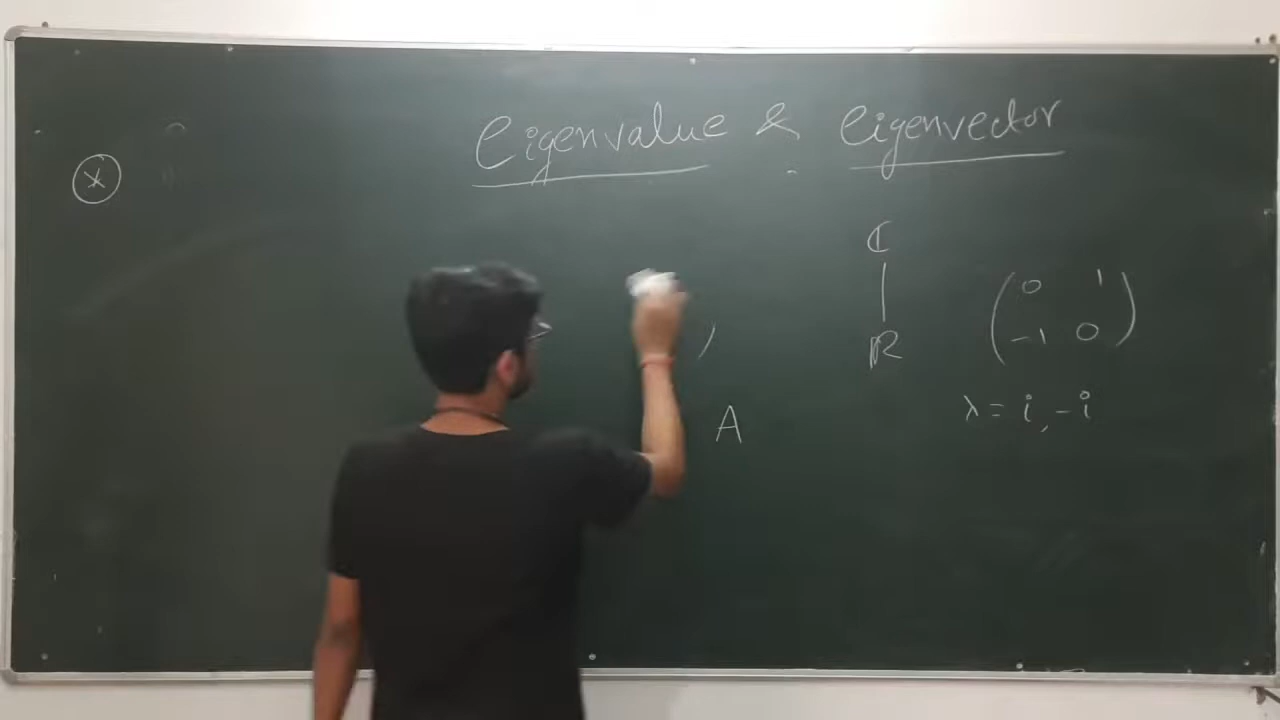 Eigenvalue & Eigenvector
*
ℂ
|
ℝ
( 0 1
-1 0 )
λ = i, -i
,
A